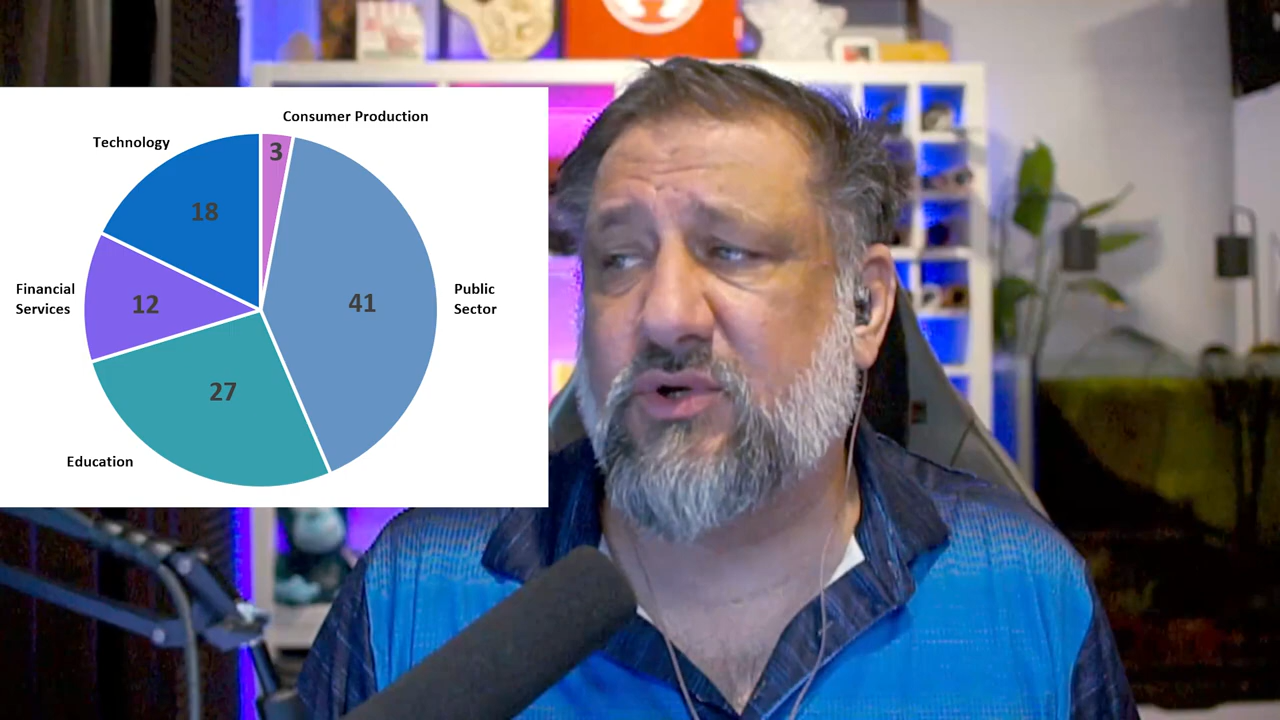 Consumer Production
Technology
3
18
Financial
Services
12
41
Public
Sector
27
Education